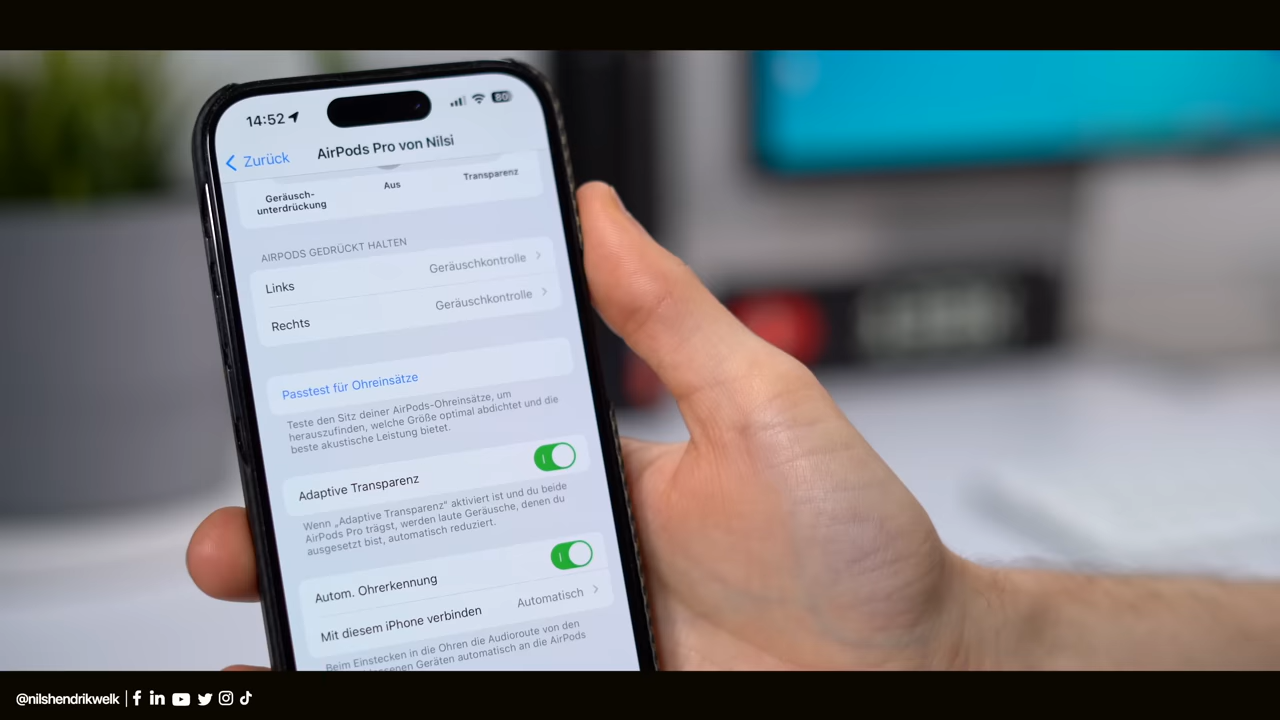 14:52
80
Zurück
AirPods Pro von Nilsi
Geräusch-
unterdrückung
Aus
Transparenz
AIRPODS GEDRÜCKT HALTEN
Links
Geräuschkontrolle
Rechts
Geräuschkontrolle
Passtest für Ohreinsätze
Teste den Sitz deiner AirPods-Ohreinsätze, um
herauszufinden, welche Größe optimal abdichtet und die
beste akustische Leistung bietet.
Adaptive Transparenz
Wenn „Adaptive Transparenz" aktiviert ist und du beide
AirPods Pro trägst, werden laute Geräusche, denen du
ausgesetzt bist, automatisch reduziert.
Autom. Ohrerkennung
Mit diesem iPhone verbinden
Automatisch
Beim Einstecken in die Ohren die Audioroute von den
Geräten automatisch an die AirPods
@nilshendrikwelk